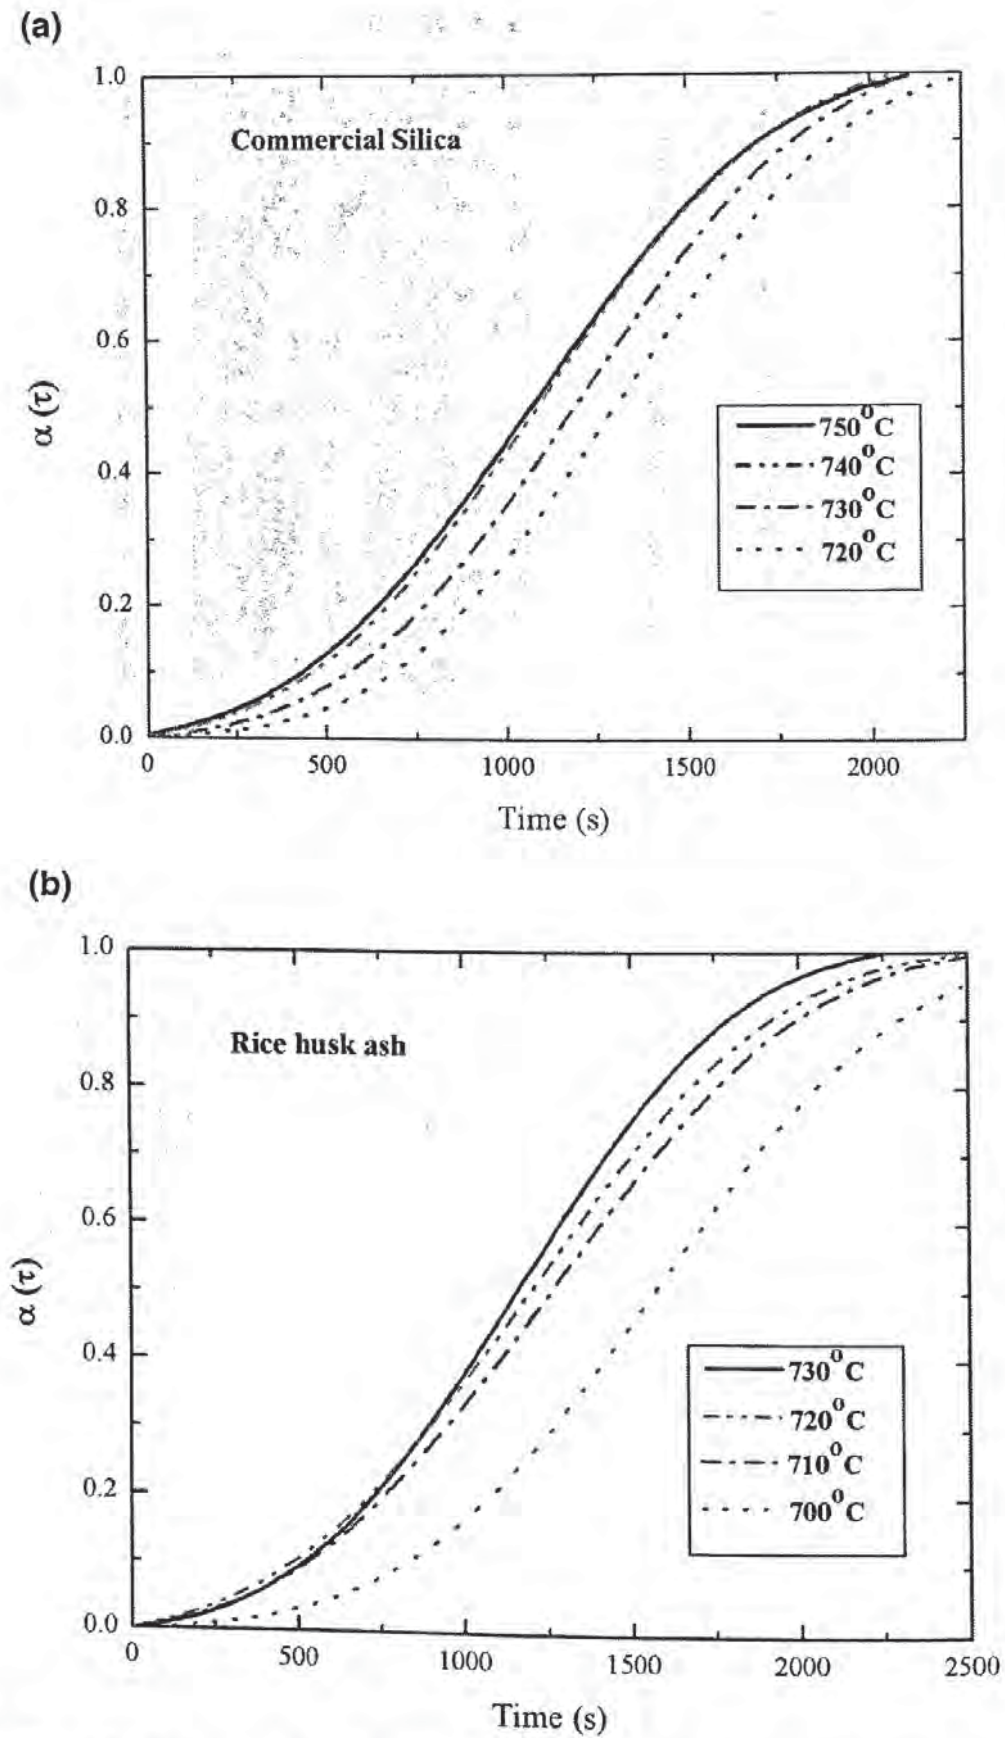 (a)
1.0
Commercial Silica
0.8
0.6
α (τ)
750°C
0.4
740°C
730°C
720°C
0.2
0.0
0 500 1000 1500 2000
Time (s)
(b)
1.0
Rice husk ash
0.8
0.6
α (τ)
0.4
730°C
720°C
710°C
0.2
700°C
0.0
0 500 1000 1500 2000 2500
Time (s)